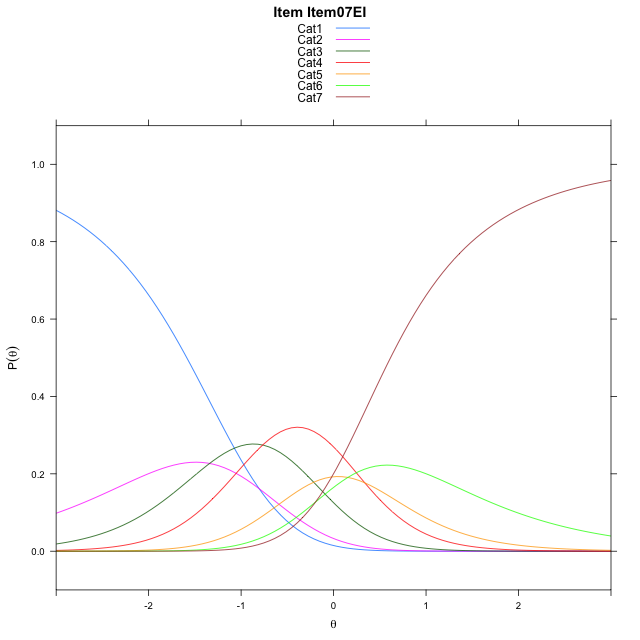 Item Item07EI
Cat1
Cat2
Cat3
Cat4
Cat5
Cat6
Cat7
1.0
0.8
0.6
0.4
0.2
0.0
P(θ)
-2 -1 0 1 2
θ